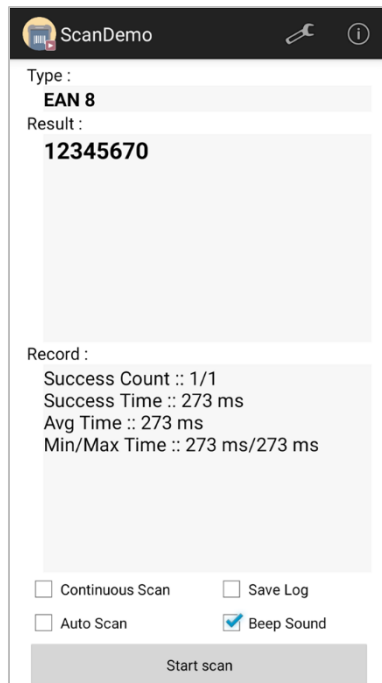 ScanDemo
Type :
EAN 8
Result :
12345670
Record :
Success Count :: 1/1
Success Time :: 273 ms
Avg Time :: 273 ms
Min/Max Time :: 273 ms/273 ms
Continuous Scan Save Log
Auto Scan Beep Sound
Start scan